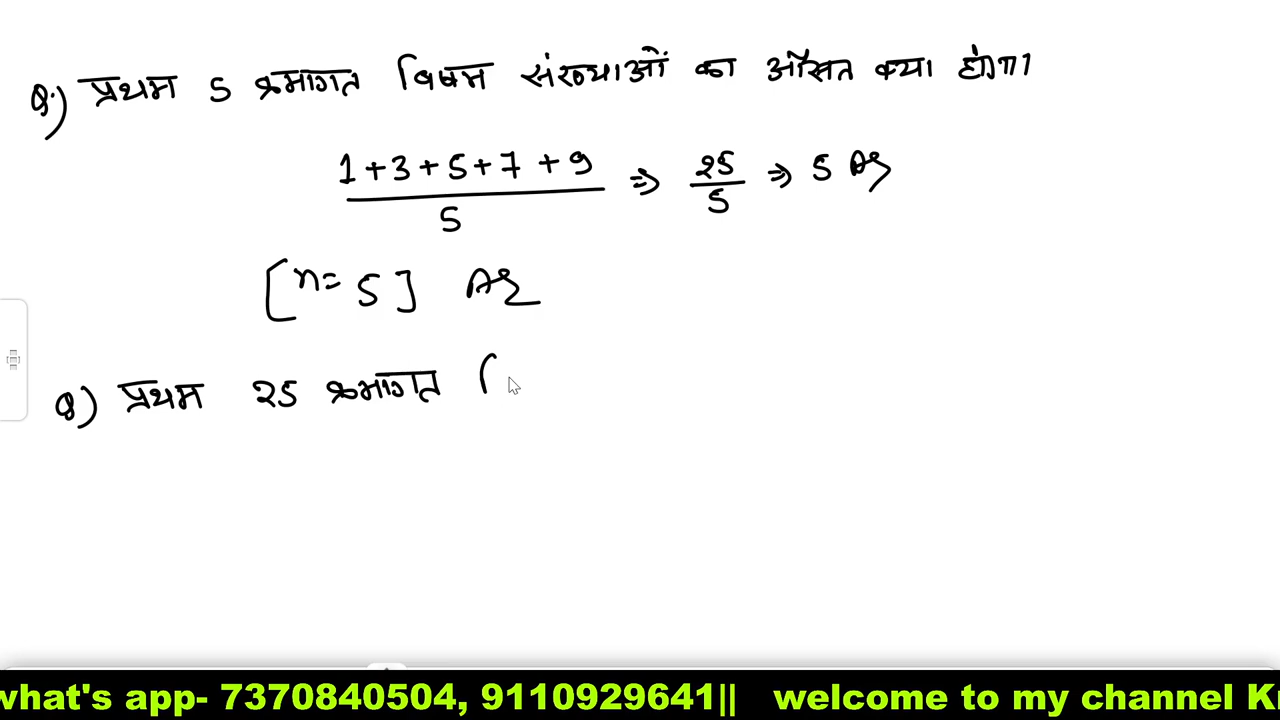 Q.) प्रथम 5 क्रमागत विषम संख्याओं का औसत क्या होगा।
1+3+5+7+9 / 5 ⇒ 25 / 5 ⇒ 5 Ans
[n= 5] Ans
Q) प्रथम 25 क्रमागत ि
what's app- 7370840504, 9110929641|| welcome to my channel K